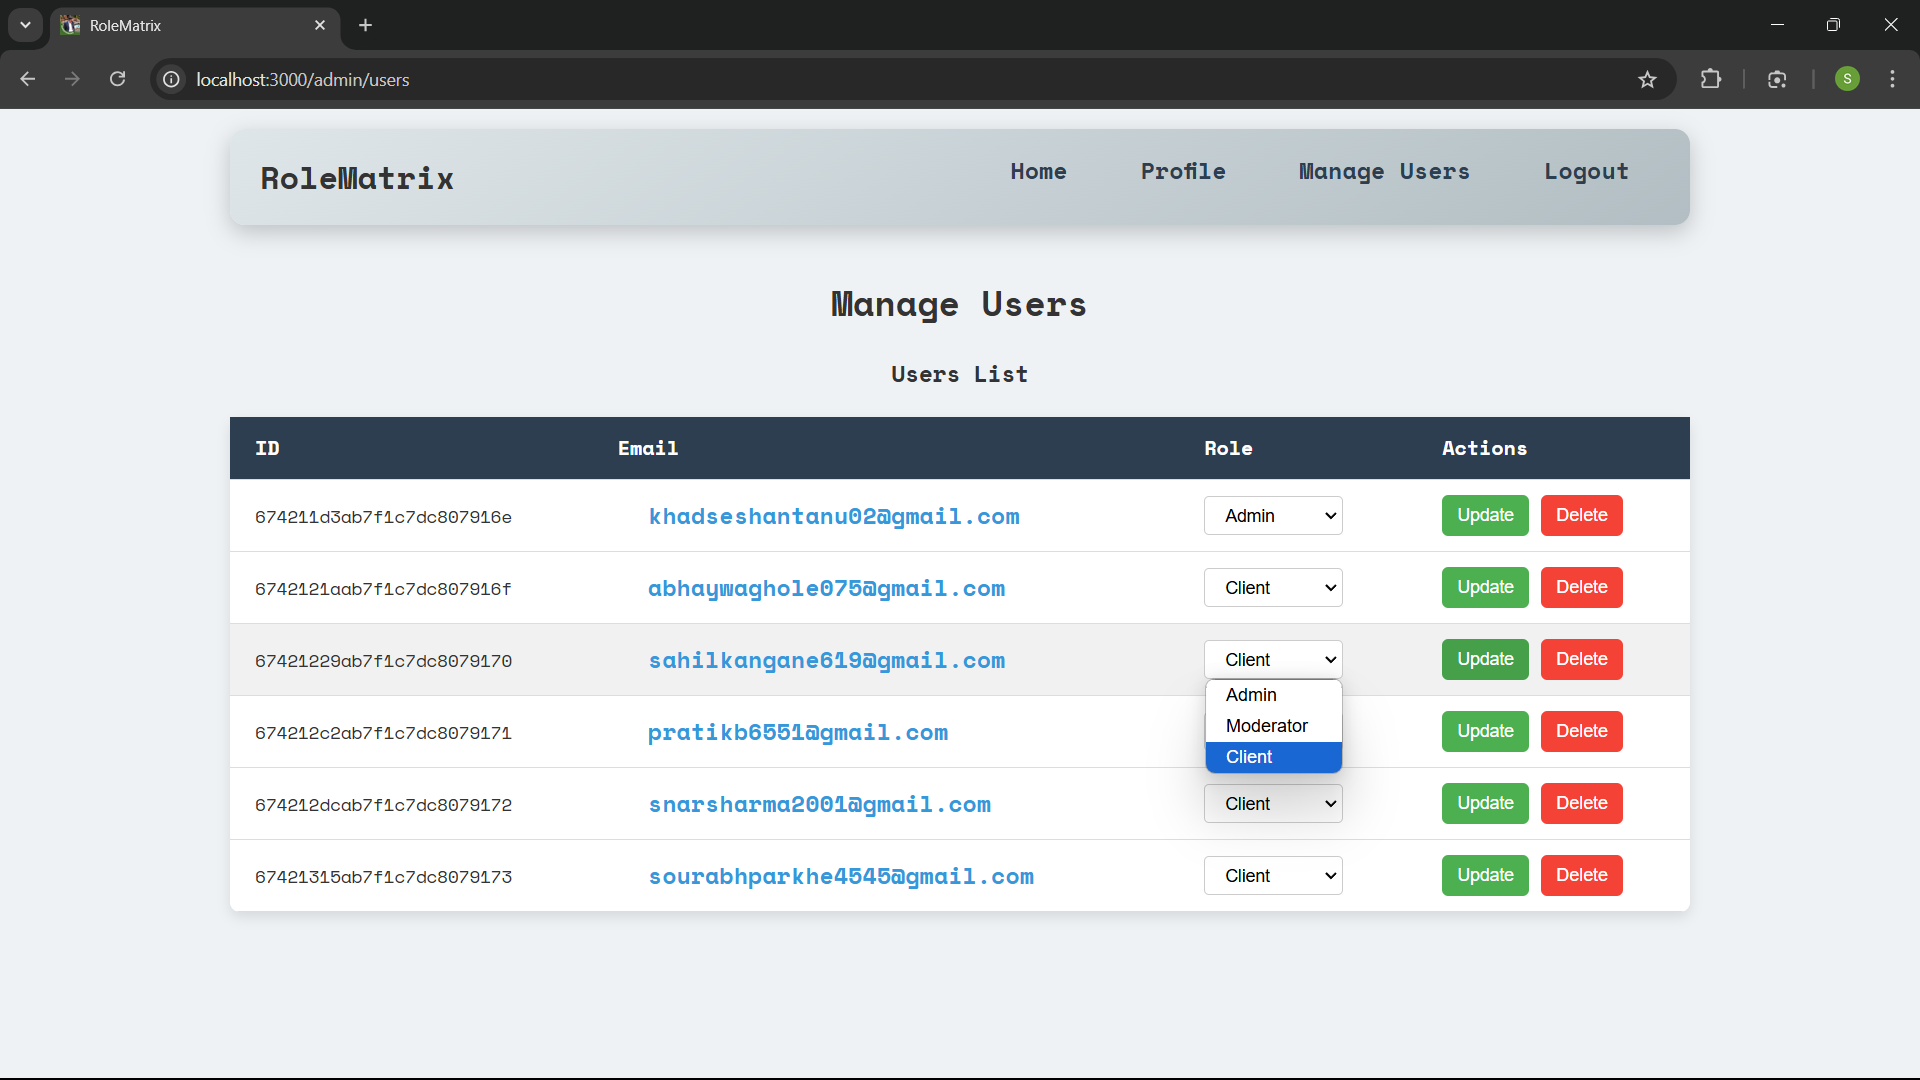 RoleMatrix
localhost:3000/admin/users
S
RoleMatrix Home Profile Manage Users Logout
Manage Users
Users List
ID Email Role Actions
674211d3ab7f1c7dc807916e khadseshantanu02@gmail.com Admin Update Delete
6742121aab7f1c7dc807916f abhaywaghole075@gmail.com Client Update Delete
67421229ab7f1c7dc8079170 sahilkangane619@gmail.com Client Update Delete
Admin
Moderator
Client
674212c2ab7f1c7dc8079171 pratikb6551@gmail.com Update Delete
674212dcab7f1c7dc8079172 snarsharma2001@gmail.com Client Update Delete
67421315ab7f1c7dc8079173 sourabhparkhe4545@gmail.com Client Update Delete